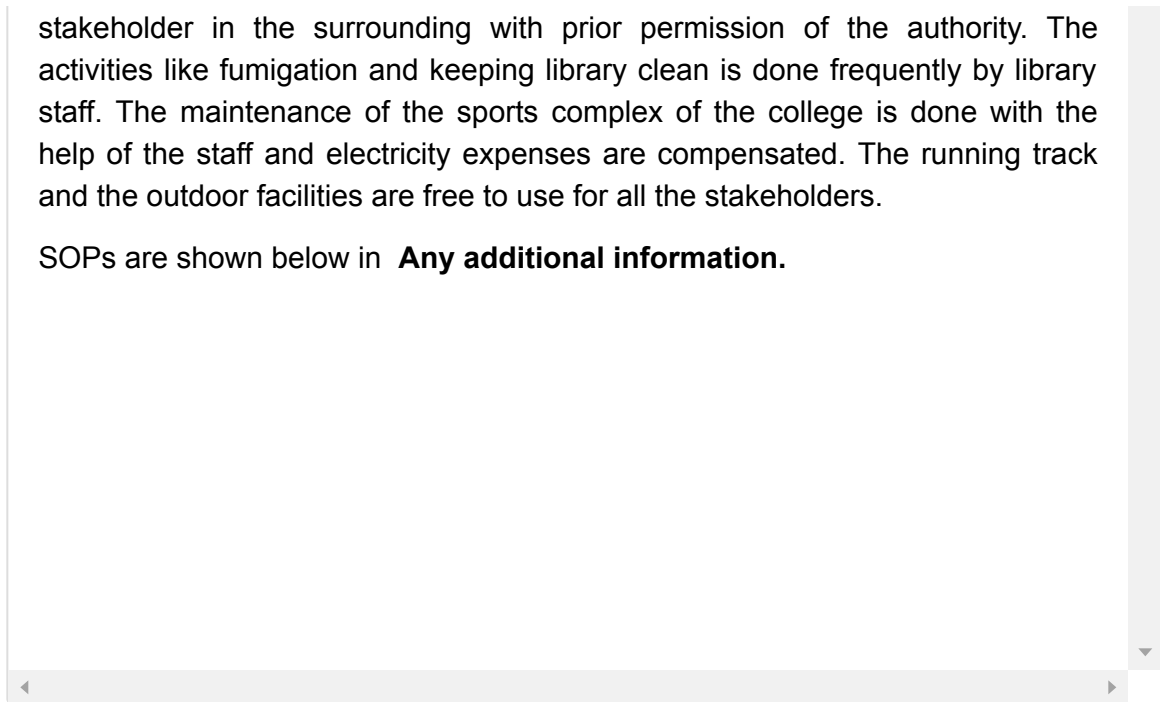 stakeholder in the surrounding with prior permission of the authority. The
activities like fumigation and keeping library clean is done frequently by library
staff. The maintenance of the sports complex of the college is done with the
help of the staff and electricity expenses are compensated. The running track
and the outdoor facilities are free to use for all the stakeholders.
SOPs are shown below in Any additional information.